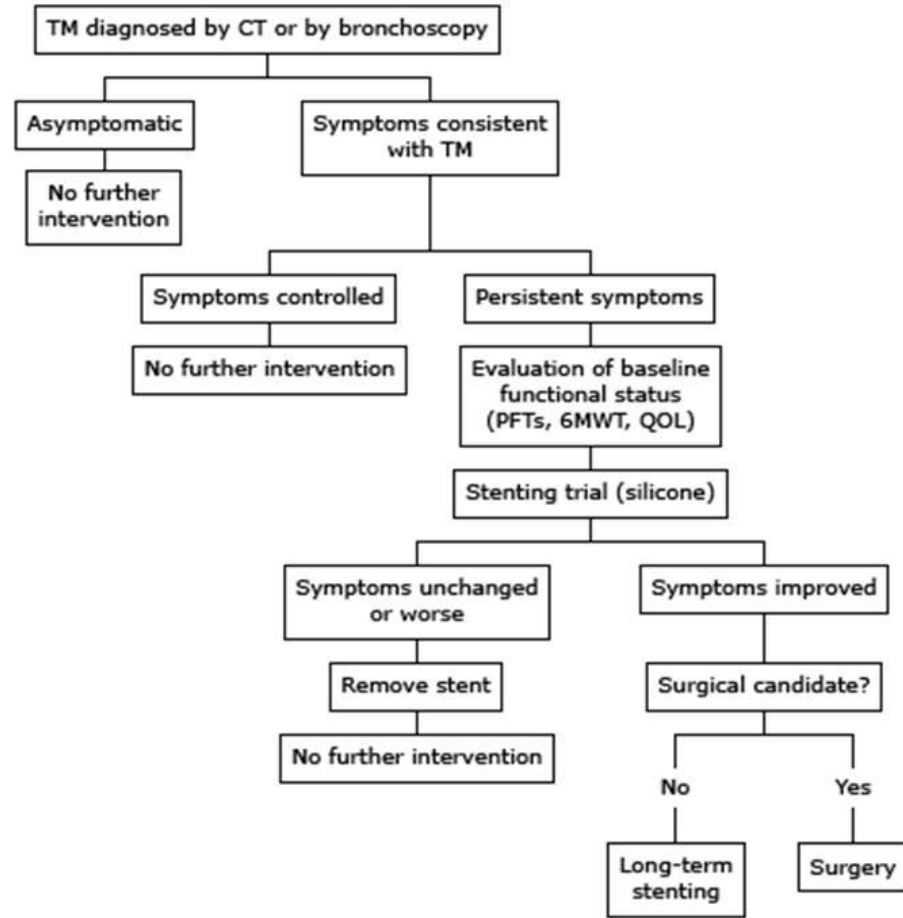 TM diagnosed by CT or by bronchoscopy
Asymptomatic
Symptoms consistent
with TM
No further
intervention
Symptoms controlled
Persistent symptoms
No further intervention
Evaluation of baseline
functional status
(PFTs, 6MWT, QOL)
Stenting trial (silicone)
Symptoms unchanged
or worse
Symptoms improved
Remove stent
Surgical candidate?
No further intervention
No
Yes
Long-term
stenting
Surgery